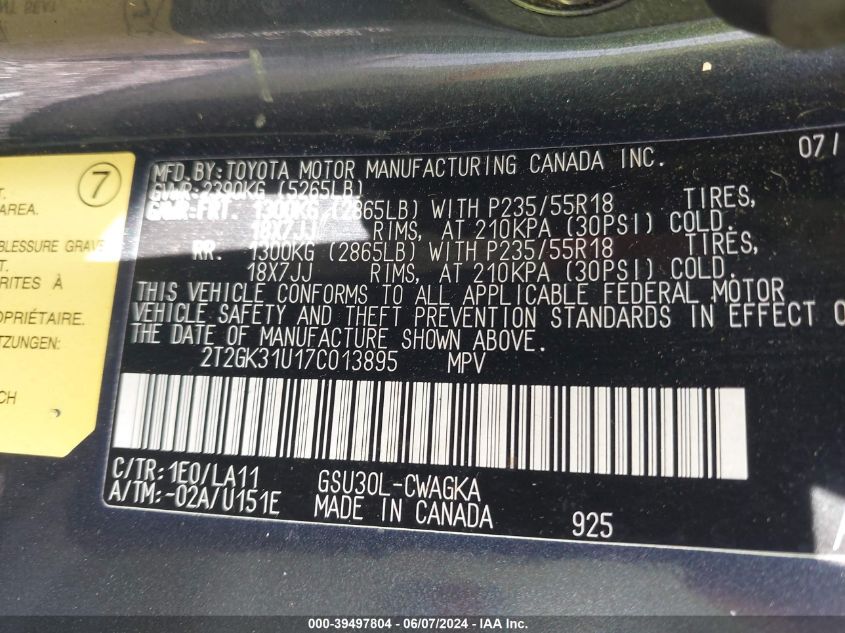 7
AREA.
BLESSURE GRAVE
RITES À
ROPRIÉTAIRE.
TZUNGEN:
CH
MFD.BY:TOYOTA MOTOR MANUFACTURING CANADA INC. 07/
GVWR:2390KG (5265LB)
GAWR:FRT. 1300KG (2865LB) WITH P235/55R18 TIRES,
18X7JJ RIMS, AT 210KPA (30PSI) COLD.
RR. 1300KG (2865LB) WITH P235/55R18 TIRES,
18X7JJ RIMS, AT 210KPA (30PSI) COLD.
THIS VEHICLE CONFORMS TO ALL APPLICABLE FEDERAL MOTOR
VEHICLE SAFETY AND THEFT PREVENTION STANDARDS IN EFFECT O
THE DATE OF MANUFACTURE SHOWN ABOVE.
2T2GK31U17C013895 MPV
C/TR:1E0/LA11 GSU30L-CWAGKA
A/TM:-02A/U151E MADE IN CANADA 925
000-39497804 - 06/07/2024 - IAA Inc.